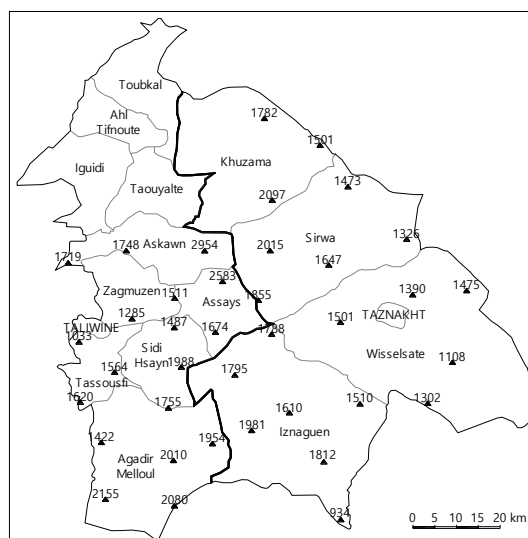 Toubkal
1782
Ahl
Tifnoute
1501
Iguidi
Khuzama
1473
Taouyalte
2097
1326
Askawn
Sirwa
1748
2954
2015
1719
1647
2583
1475
Zagmuzen
1511
1855
1390
Assays
1285
TAZNAKHT
TALIWINE
1487
1674
1501
1033
1788
Sidi
Hsayn
Wisselsate
1564
1988
1108
1795
Tassousfi
1620
1755
1610
1510
1302
1981
Iznaguen
1422
1954
Agadir
Melloul
2010
1812
2155
2080
934
0 5 10 15 20 km